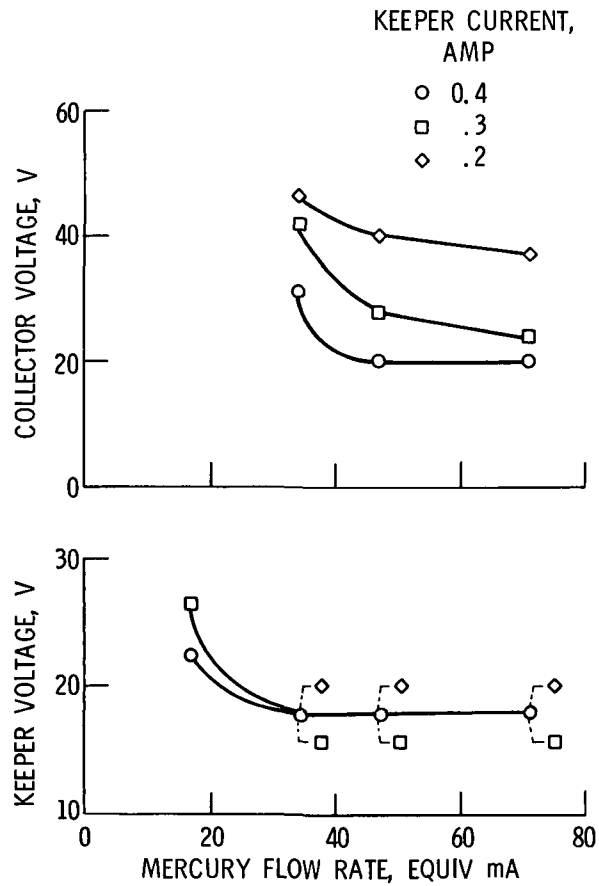 KEEPER CURRENT,
AMP
0.4
.3
.2
60
40
20
0
COLLECTOR VOLTAGE, V
30
20
10
KEEPER VOLTAGE, V
0 20 40 60 80
MERCURY FLOW RATE, EQUIV mA